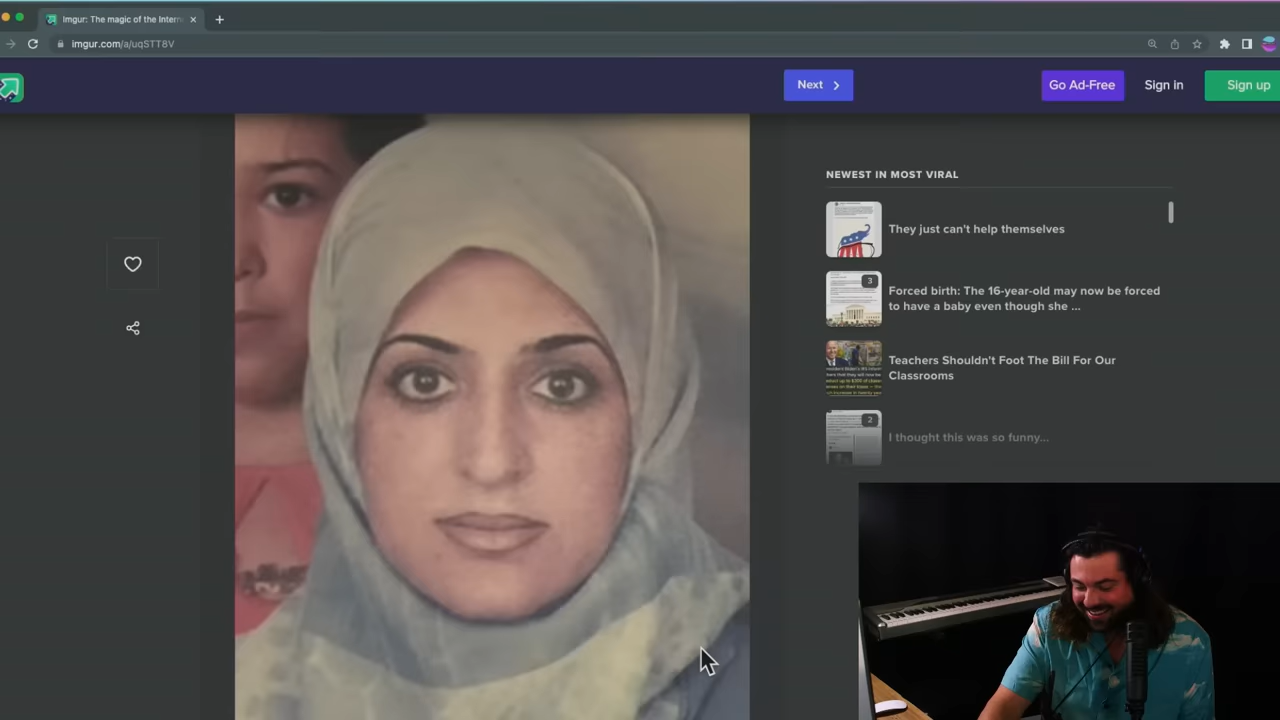 Imgur: The magic of the Intern
imgur.com/a/uqSTT8V
Next
Go Ad-Free
Sign in
Sign up
NEWEST IN MOST VIRAL
They just can't help themselves
3
Forced birth: The 16-year-old may now be forced
to have a baby even though she ...
Teachers Shouldn't Foot The Bill For Our
Classrooms
2
I thought this was so funny...